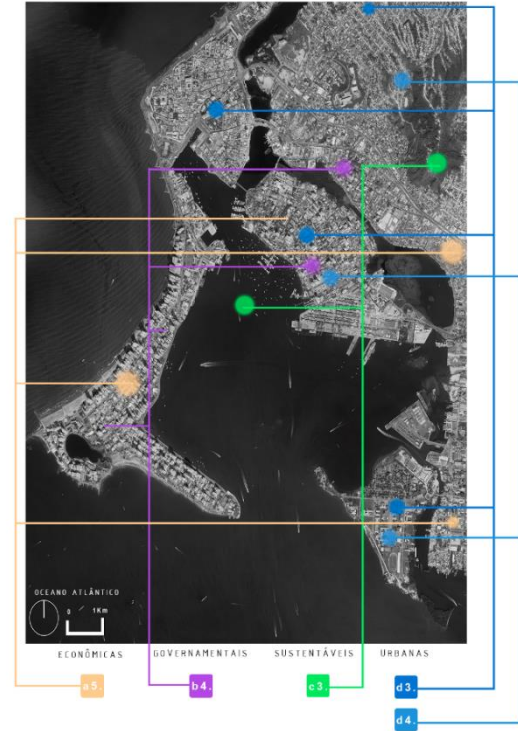 OCEANO ATLÂNTICO
0 1Km
ECONÔMICAS GOVERNAMENTAIS SUSTENTÁVEIS URBANAS
a5. b4. c3. d3.
d4.